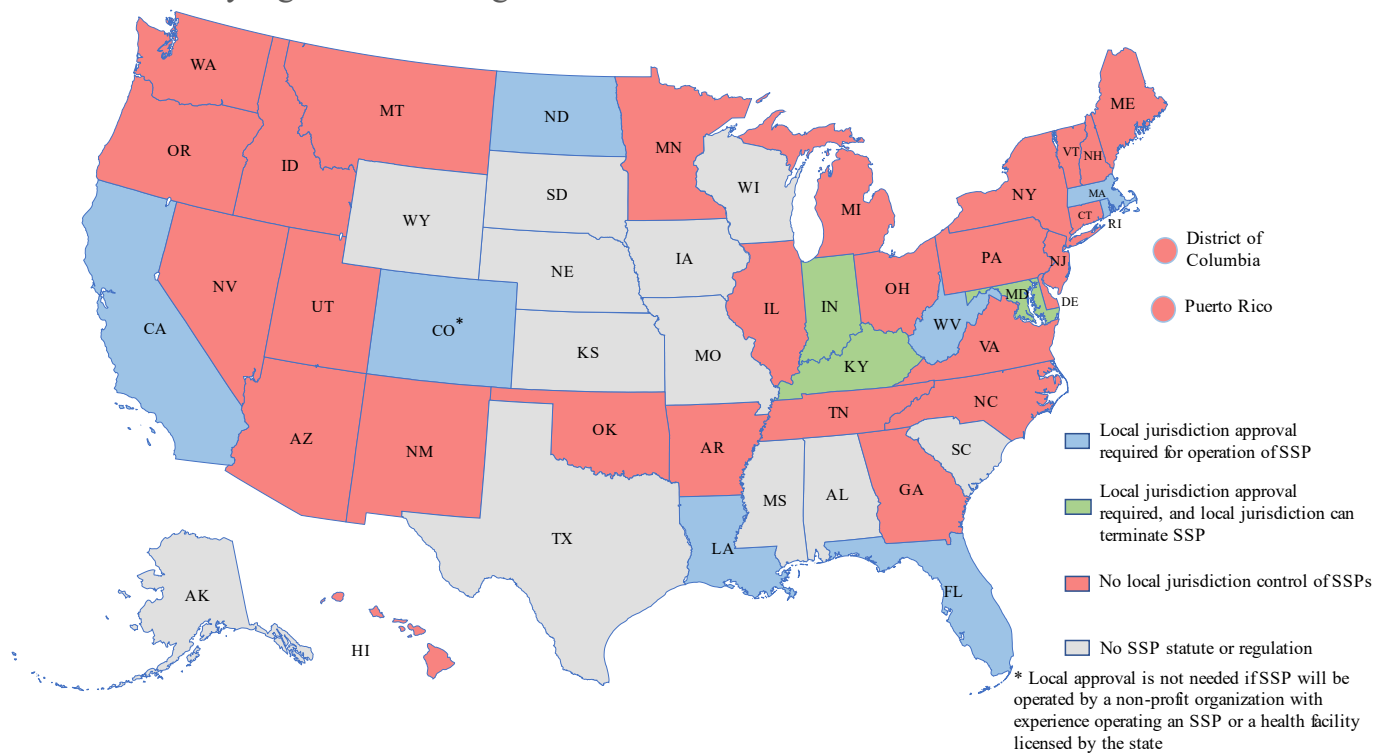 WA
MT
ND
MN
ME
OR
ID
SD
WI
MI
VT
NH
NY
MA
CT
RI
WY
NE
IA
PA
NJ
District of
Columbia
Puerto Rico
NV
UT
CO*
KS
MO
IL
IN
OH
MD
DE
WV
VA
CA
KY
AZ
NM
OK
AR
TN
NC
SC
TX
LA
MS
AL
GA
FL
AK
HI
Local jurisdiction approval
required for operation of SSP
Local jurisdiction approval
required, and local jurisdiction can
terminate SSP
No local jurisdiction control of SSPs
No SSP statute or regulation
* Local approval is not needed if SSP will be
operated by a non-profit organization with
experience operating an SSP or a health facility
licensed by the state